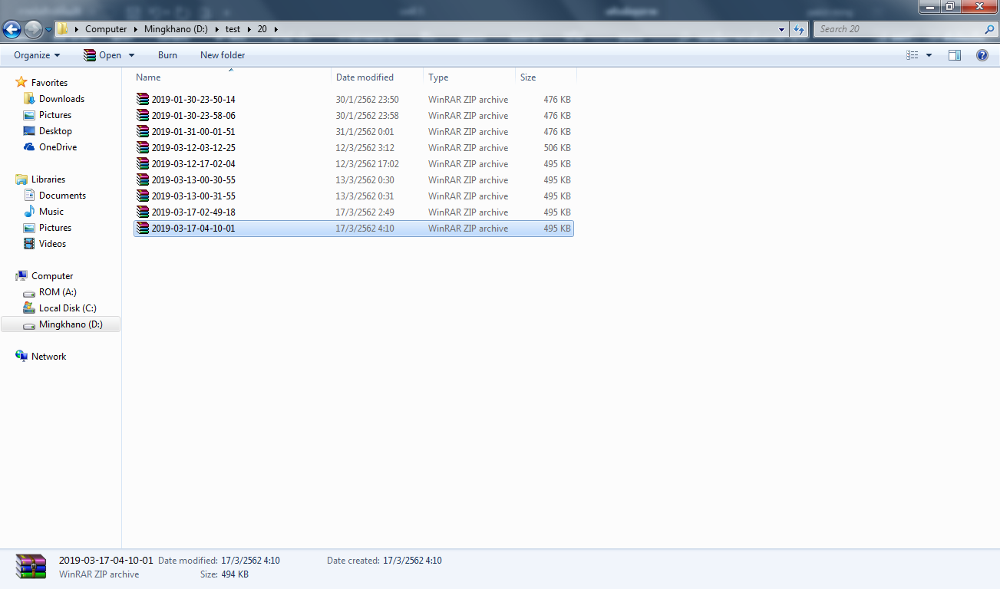 Computer Mingkhano (D:) test 20 Search 20
Organize Open Burn New folder
Favorites
Downloads
Pictures
Desktop
OneDrive
Libraries
Documents
Music
Pictures
Videos
Computer
ROM (A:)
Local Disk (C:)
Mingkhano (D:)
Network
Name Date modified Type Size
2019-01-30-23-50-14 30/1/2562 23:50 WinRAR ZIP archive 476 KB
2019-01-30-23-58-06 30/1/2562 23:58 WinRAR ZIP archive 476 KB
2019-01-31-00-01-51 31/1/2562 0:01 WinRAR ZIP archive 476 KB
2019-03-12-03-12-25 12/3/2562 3:12 WinRAR ZIP archive 506 KB
2019-03-12-17-02-04 12/3/2562 17:02 WinRAR ZIP archive 495 KB
2019-03-13-00-30-55 13/3/2562 0:30 WinRAR ZIP archive 495 KB
2019-03-13-00-31-55 13/3/2562 0:31 WinRAR ZIP archive 495 KB
2019-03-17-02-49-18 17/3/2562 2:49 WinRAR ZIP archive 495 KB
2019-03-17-04-10-01 17/3/2562 4:10 WinRAR ZIP archive 495 KB
2019-03-17-04-10-01 Date modified: 17/3/2562 4:10 Date created: 17/3/2562 4:10
WinRAR ZIP archive Size: 494 KB